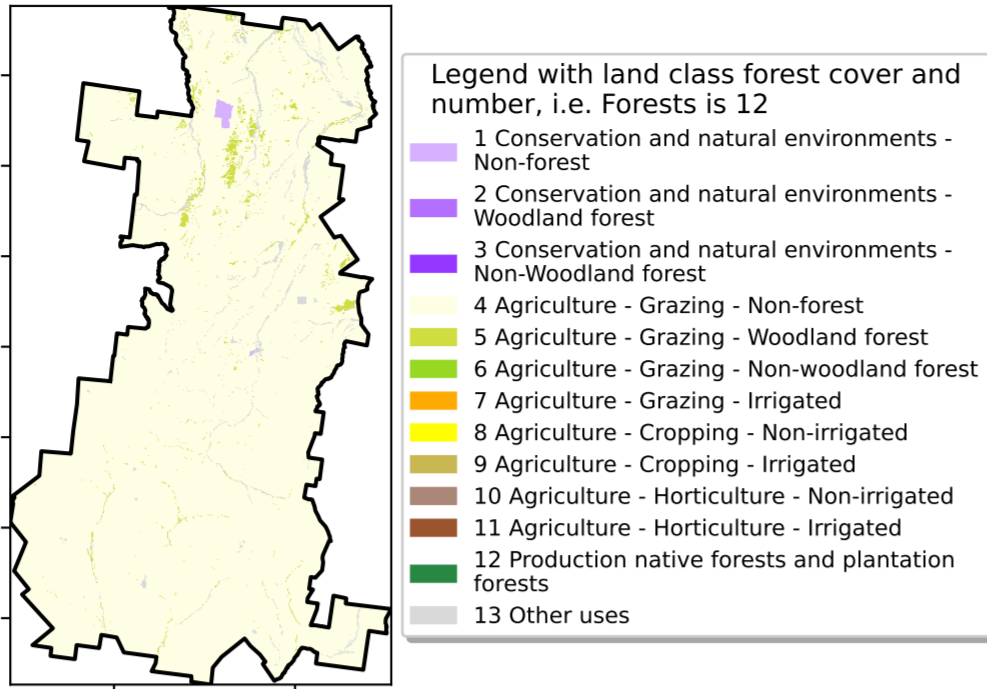 Legend with land class forest cover and
number, i.e. Forests is 12
1 Conservation and natural environments -
Non-forest
2 Conservation and natural environments -
Woodland forest
3 Conservation and natural environments -
Non-Woodland forest
4 Agriculture - Grazing - Non-forest
5 Agriculture - Grazing - Woodland forest
6 Agriculture - Grazing - Non-woodland forest
7 Agriculture - Grazing - Irrigated
8 Agriculture - Cropping - Non-irrigated
9 Agriculture - Cropping - Irrigated
10 Agriculture - Horticulture - Non-irrigated
11 Agriculture - Horticulture - Irrigated
12 Production native forests and plantation
forests
13 Other uses